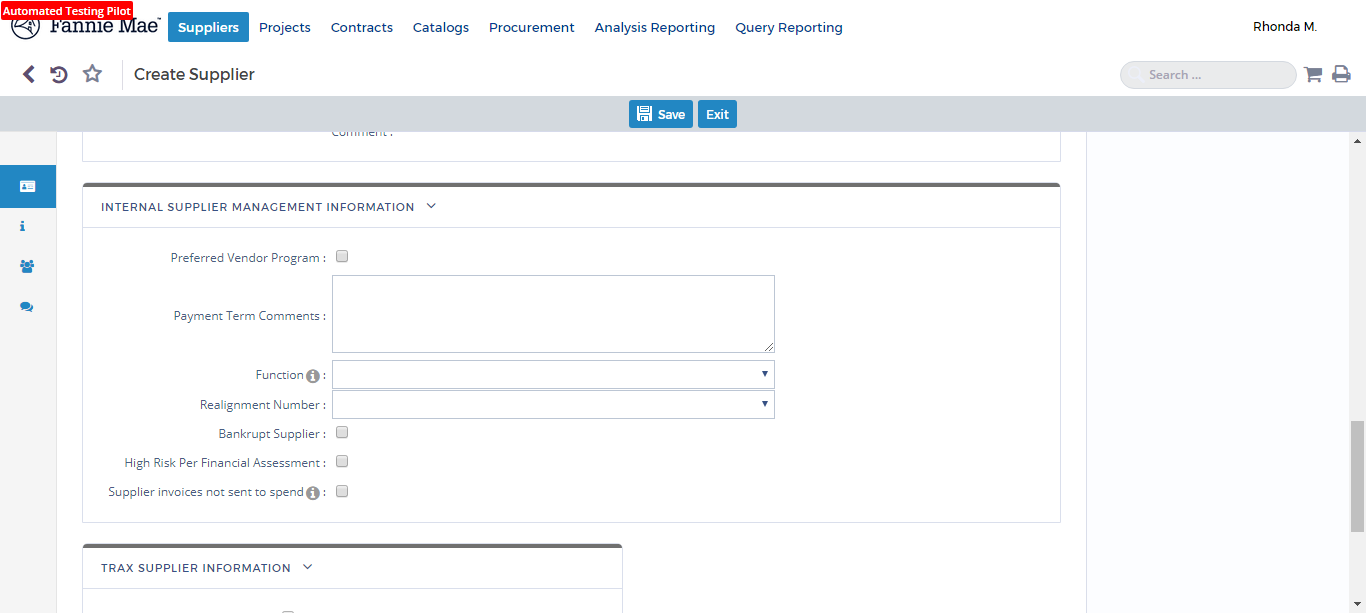 Automated Testing Pilot
Fannie Mae
Suppliers Projects Contracts Catalogs Procurement Analysis Reporting Query Reporting
Rhonda M.
Create Supplier
Search ...
Save Exit
Comment :
INTERNAL SUPPLIER MANAGEMENT INFORMATION
Preferred Vendor Program :
Payment Term Comments :
Function :
Realignment Number :
Bankrupt Supplier :
High Risk Per Financial Assessment :
Supplier invoices not sent to spend :
TRAX SUPPLIER INFORMATION